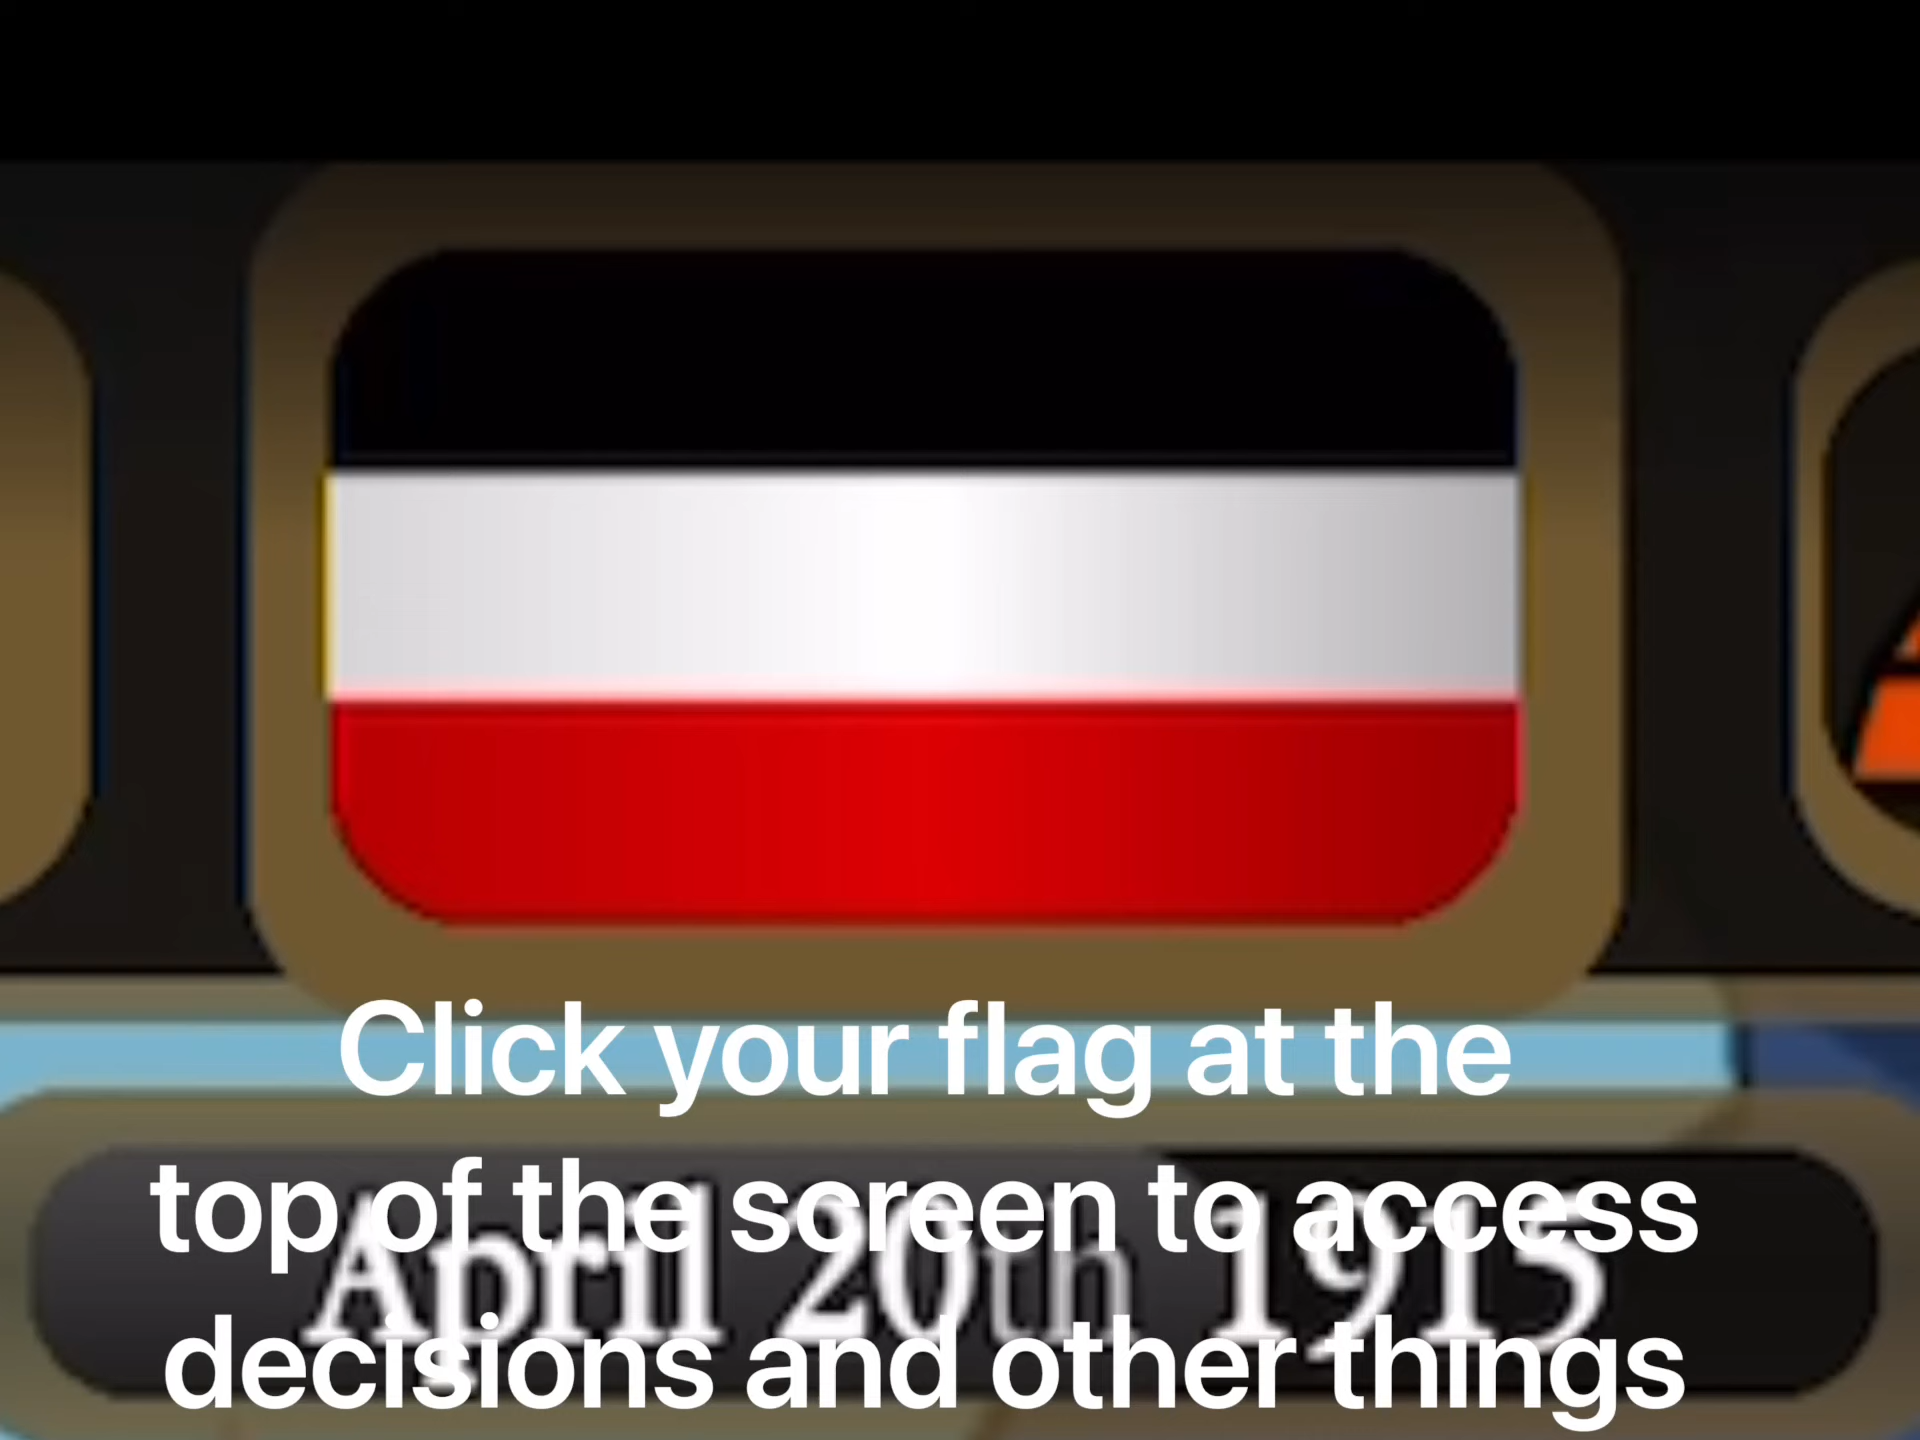 Click your flag at the
top of the screen to access
April 20th 1915
decisions and other things